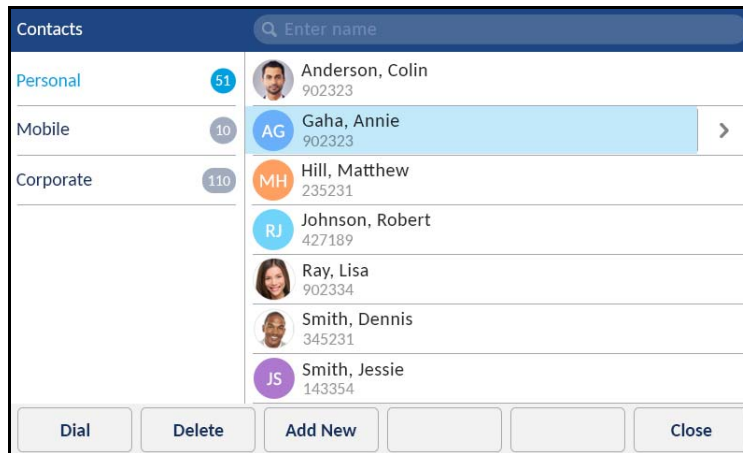 Contacts
Enter name
Personal 51
Mobile 10
Corporate 110
Anderson, Colin
902323
AG
Gaha, Annie
902323
MH
Hill, Matthew
235231
RJ
Johnson, Robert
427189
Ray, Lisa
902334
Smith, Dennis
345231
JS
Smith, Jessie
143354
Dial Delete Add New Close